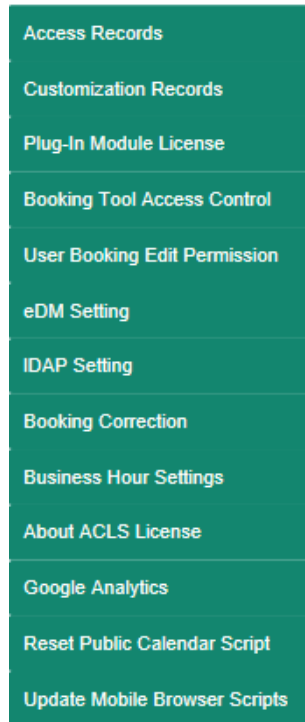 Access Records
Customization Records
Plug-In Module License
Booking Tool Access Control
User Booking Edit Permission
eDM Setting
IDAP Setting
Booking Correction
Business Hour Settings
About ACLS License
Google Analytics
Reset Public Calendar Script
Update Mobile Browser Scripts